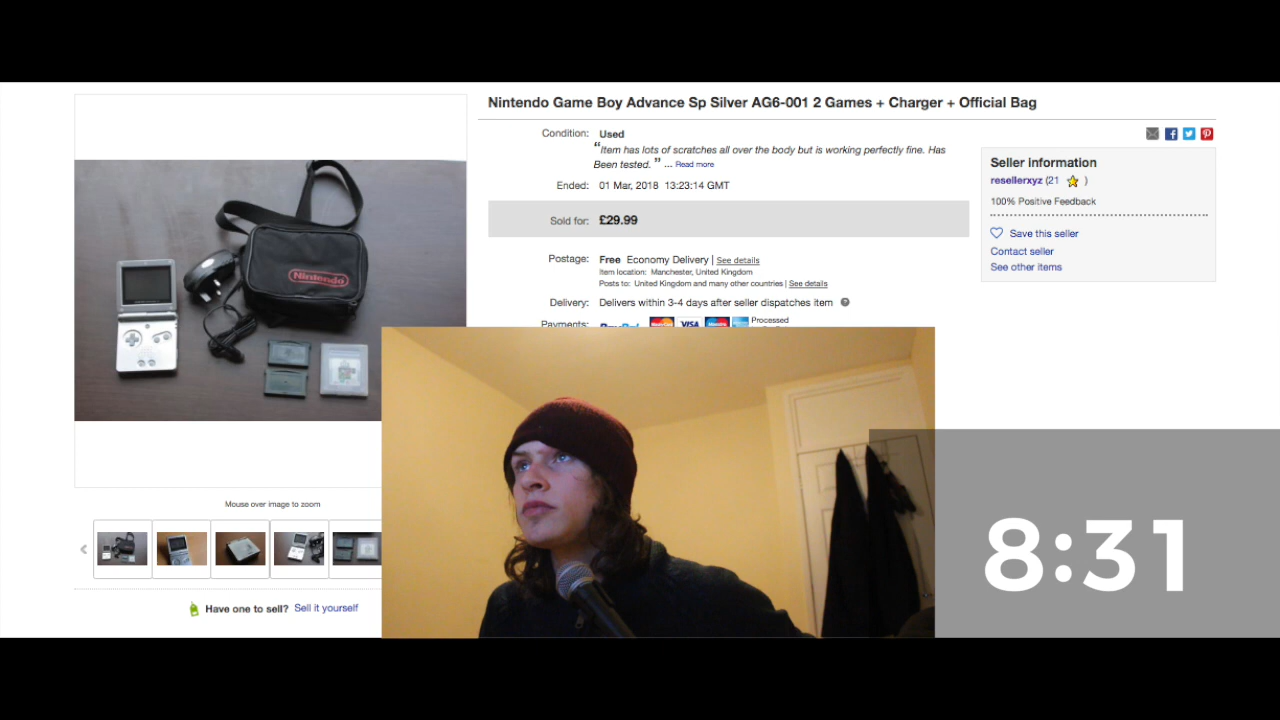 Nintendo Game Boy Advance Sp Silver AG6-001 2 Games + Charger + Official Bag
Condition: Used
“Item has lots of scratches all over the body but is working perfectly fine. Has
Been tested. ” ... Read more
Ended: 01 Mar, 2018 13:23:14 GMT
Sold for: £29.99
Postage: Free Economy Delivery | See details
Item location: Manchester, United Kingdom
Posts to: United Kingdom and many other countries | See details
Delivery: Delivers within 3-4 days after seller dispatches item
Payments: PayPal VISA Processed
Seller information
resellerxyz (21 )
100% Positive Feedback
Save this seller
Contact seller
See other items
Nintendo
Mouse over image to zoom
Have one to sell? Sell it yourself
8:31